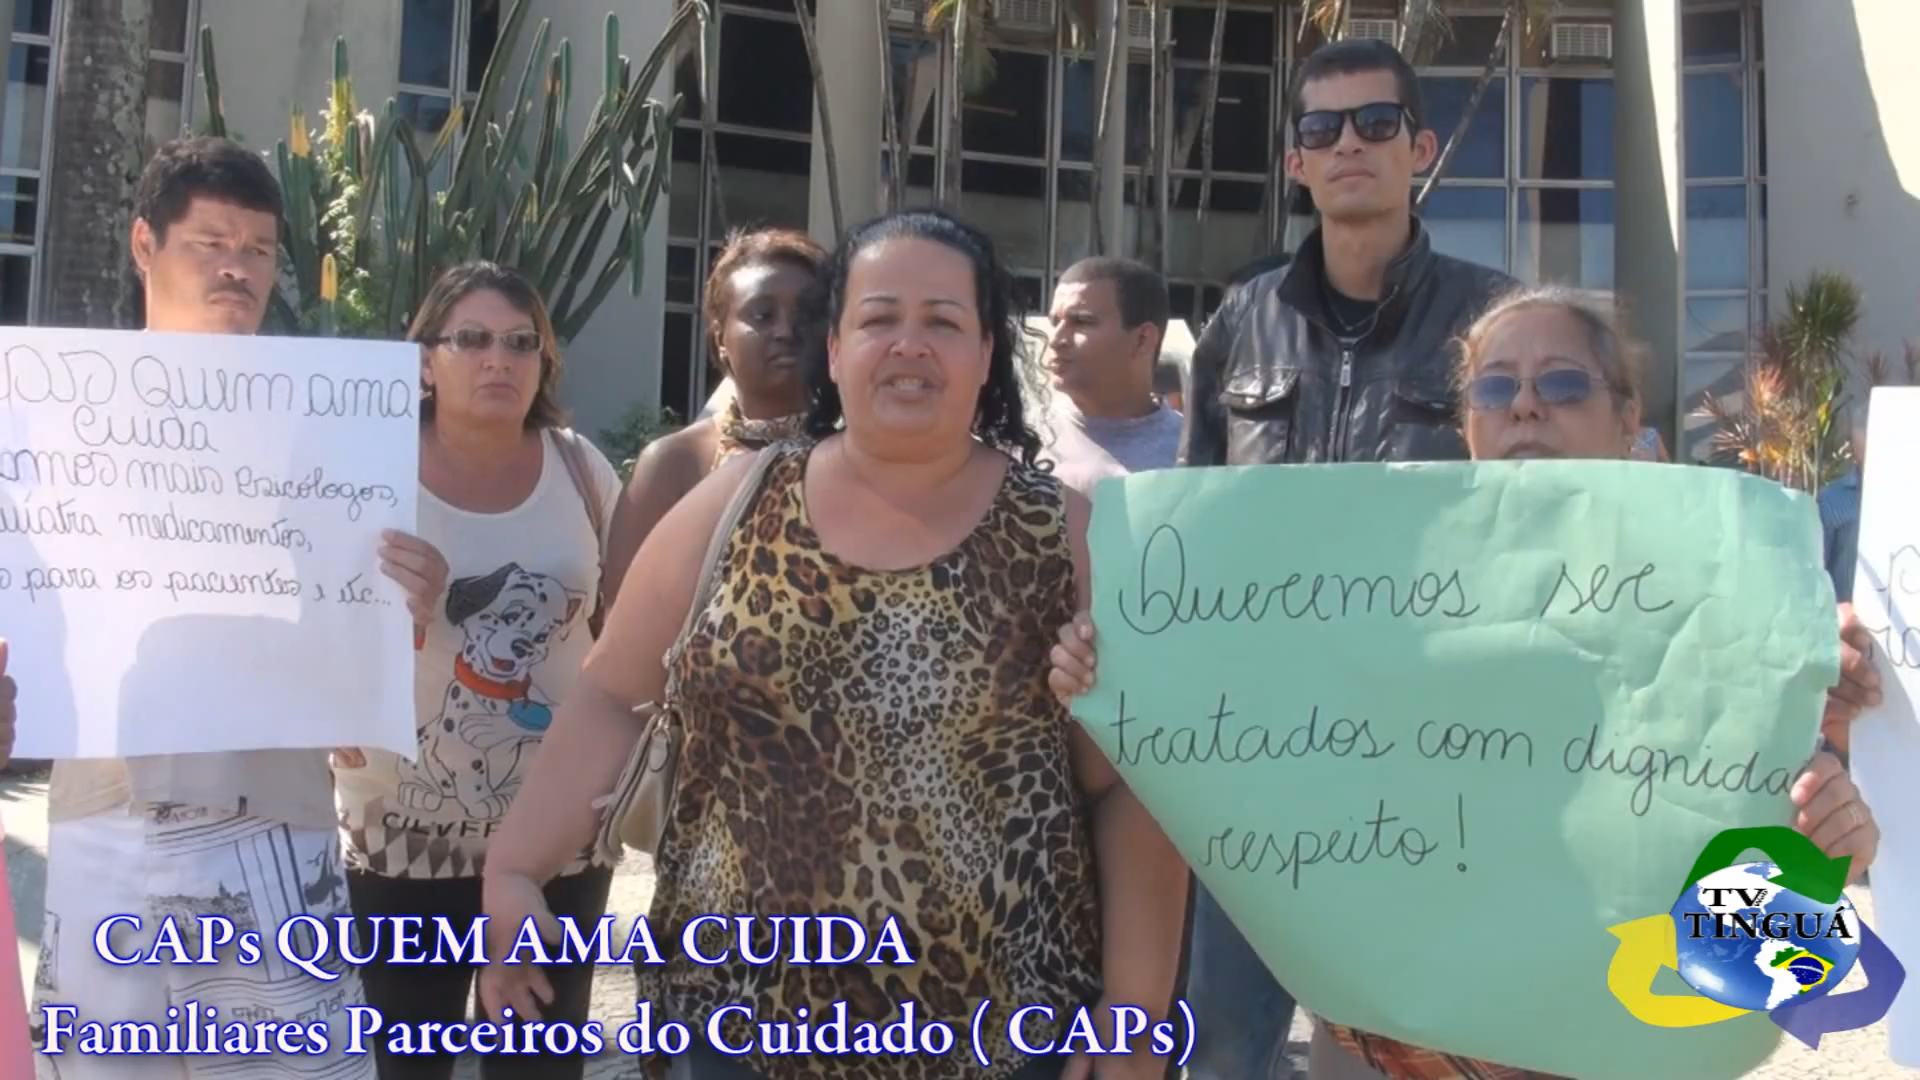 Quem ama
cuida
mais Psicólogos,
medicamentos,
para os pacientes e etc...
Queremos ser
tratados com dignida
respeito!
CAPs QUEM AMA CUIDA
Familiares Parceiros do Cuidado ( CAPs)
TV
TINGUÁ